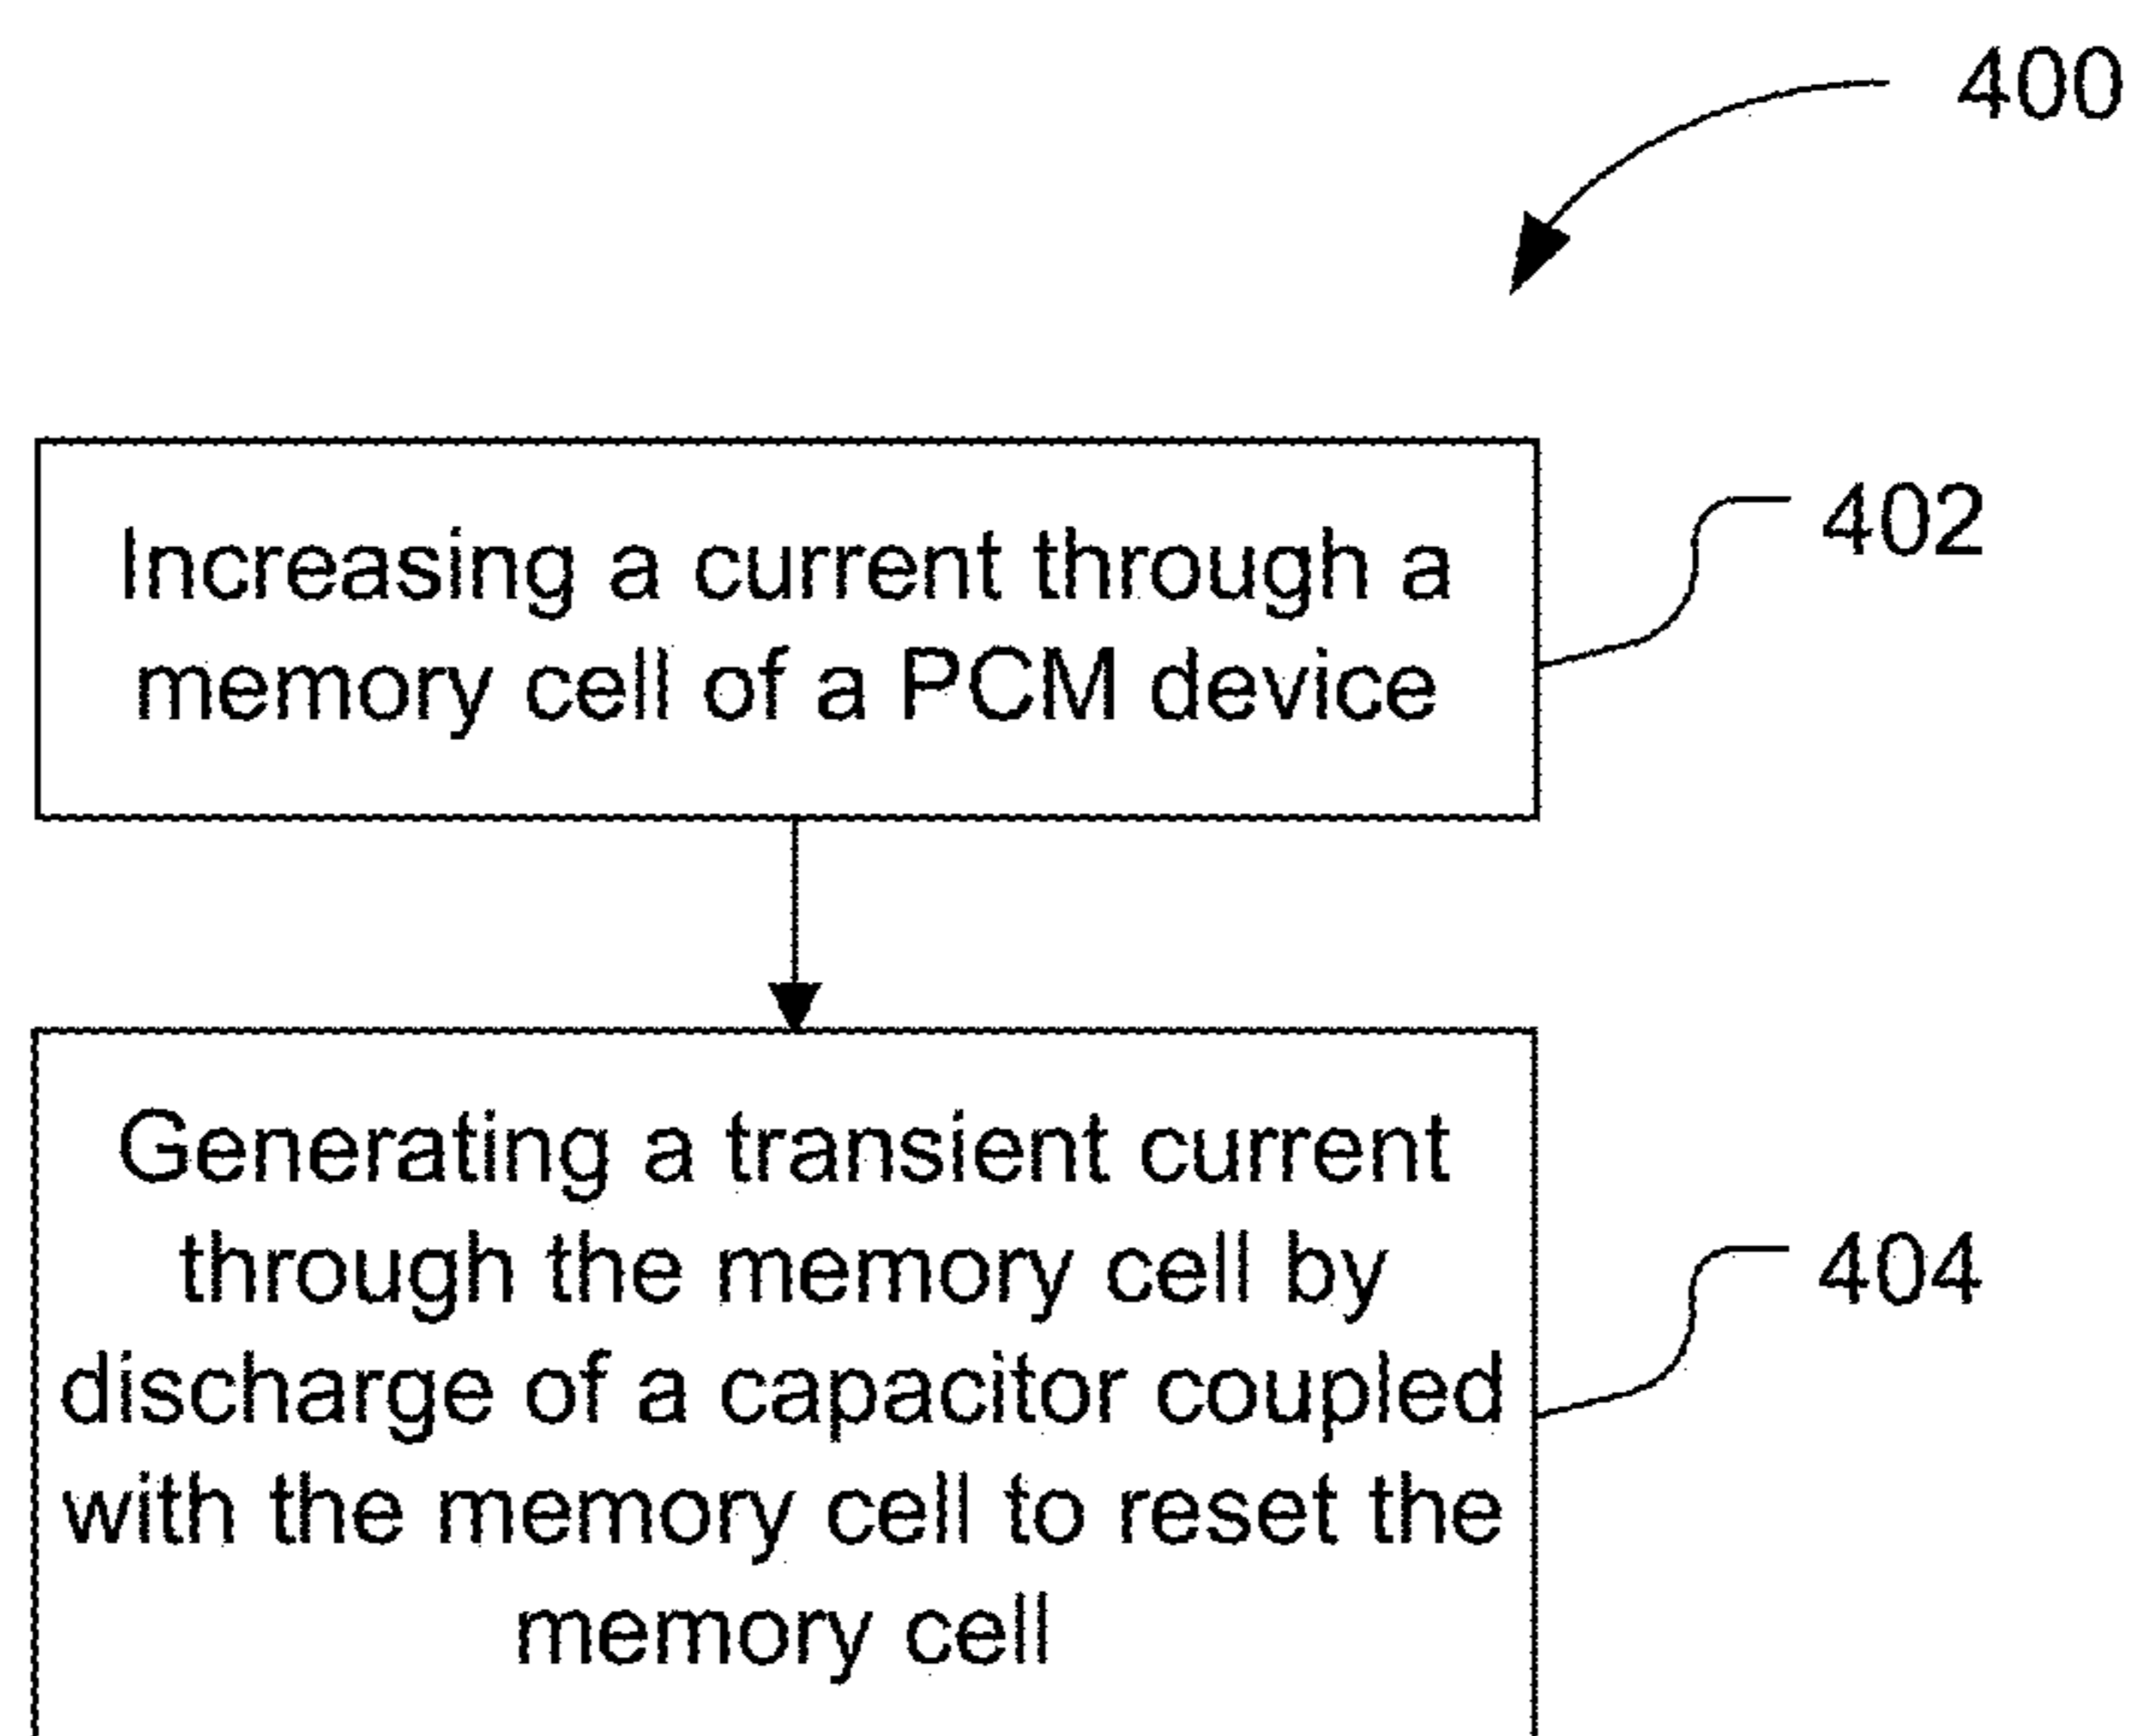 400
Increasing a current through a
memory cell of a PCM device
402
Generating a transient current
through the memory cell by
discharge of a capacitor coupled
with the memory cell to reset the
memory cell
404